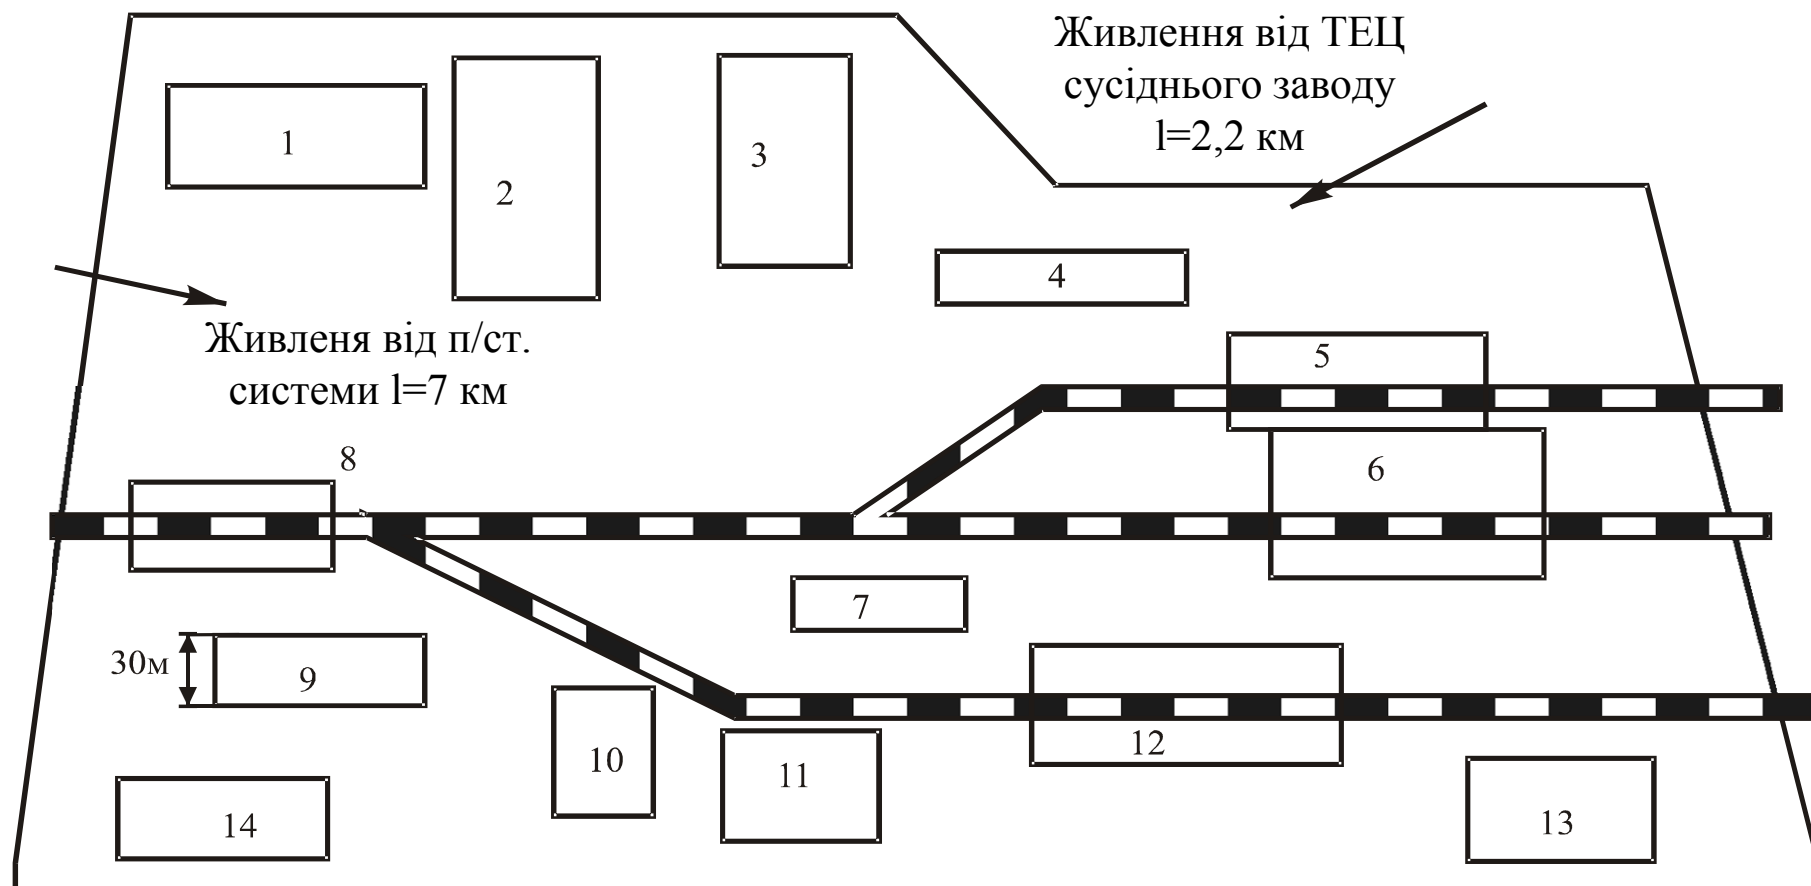 Живлення від ТЕЦ
сусіднього заводу
l=2,2 км
1
2
3
4
Живленя від п/ст.
системи l=7 км
5
6
8
7
30м
9
10
11
12
13
14